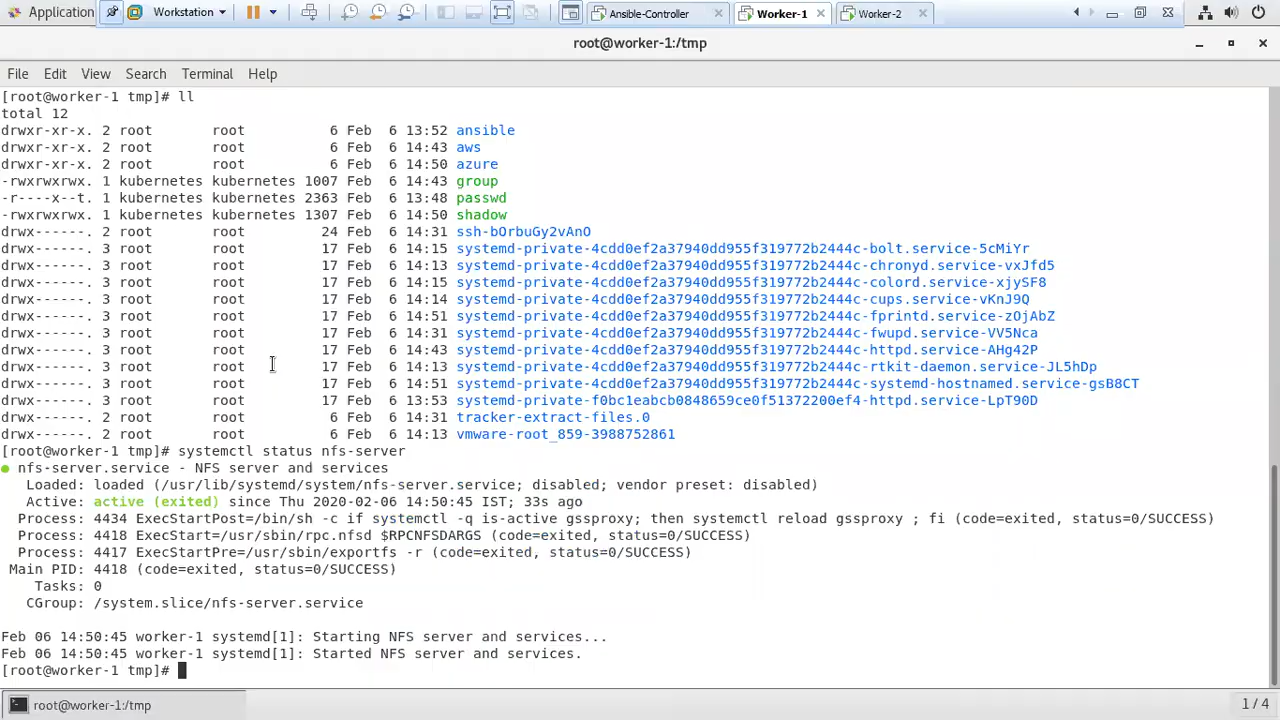 Application
Workstation
Ansible-Controller
Worker-1
Worker-2
root@worker-1:/tmp
File Edit View Search Terminal Help
[root@worker-1 tmp]# ll
total 12
drwxr-xr-x. 2 root root 6 Feb 6 13:52 ansible
drwxr-xr-x. 2 root root 6 Feb 6 14:43 aws
drwxr-xr-x. 2 root root 6 Feb 6 14:50 azure
-rwxrwxrwx. 1 kubernetes kubernetes 1007 Feb 6 14:43 group
-r----x--t. 1 kubernetes kubernetes 2363 Feb 6 13:48 passwd
-rwxrwxrwx. 1 kubernetes kubernetes 1307 Feb 6 14:50 shadow
drwx------. 2 root root 24 Feb 6 14:31 ssh-bOrbuGy2vAnO
drwx------. 3 root root 17 Feb 6 14:15 systemd-private-4cdd0ef2a37940dd955f319772b2444c-bolt.service-5cMiYr
drwx------. 3 root root 17 Feb 6 14:13 systemd-private-4cdd0ef2a37940dd955f319772b2444c-chronyd.service-vxJfd5
drwx------. 3 root root 17 Feb 6 14:15 systemd-private-4cdd0ef2a37940dd955f319772b2444c-colord.service-xjySF8
drwx------. 3 root root 17 Feb 6 14:14 systemd-private-4cdd0ef2a37940dd955f319772b2444c-cups.service-vKnJ9Q
drwx------. 3 root root 17 Feb 6 14:51 systemd-private-4cdd0ef2a37940dd955f319772b2444c-fprintd.service-zOjAbZ
drwx------. 3 root root 17 Feb 6 14:31 systemd-private-4cdd0ef2a37940dd955f319772b2444c-fwupd.service-VV5Nca
drwx------. 3 root root 17 Feb 6 14:43 systemd-private-4cdd0ef2a37940dd955f319772b2444c-httpd.service-AHg42P
drwx------. 3 root root 17 Feb 6 14:13 systemd-private-4cdd0ef2a37940dd955f319772b2444c-rtkit-daemon.service-JL5hDp
drwx------. 3 root root 17 Feb 6 14:51 systemd-private-4cdd0ef2a37940dd955f319772b2444c-systemd-hostnamed.service-gsB8CT
drwx------. 3 root root 17 Feb 6 13:53 systemd-private-f0bc1eabcb0848659ce0f51372200ef4-httpd.service-LpT90D
drwx------. 2 root root 6 Feb 6 14:31 tracker-extract-files.0
drwx------. 2 root root 6 Feb 6 14:13 vmware-root_859-3988752861
[root@worker-1 tmp]# systemctl status nfs-server
● nfs-server.service - NFS server and services
Loaded: loaded (/usr/lib/systemd/system/nfs-server.service; disabled; vendor preset: disabled)
Active: active (exited) since Thu 2020-02-06 14:50:45 IST; 33s ago
Process: 4434 ExecStartPost=/bin/sh -c if systemctl -q is-active gssproxy; then systemctl reload gssproxy ; fi (code=exited, status=0/SUCCESS)
Process: 4418 ExecStart=/usr/sbin/rpc.nfsd $RPCNFSDARGS (code=exited, status=0/SUCCESS)
Process: 4417 ExecStartPre=/usr/sbin/exportfs -r (code=exited, status=0/SUCCESS)
Main PID: 4418 (code=exited, status=0/SUCCESS)
Tasks: 0
CGroup: /system.slice/nfs-server.service
Feb 06 14:50:45 worker-1 systemd[1]: Starting NFS server and services...
Feb 06 14:50:45 worker-1 systemd[1]: Started NFS server and services.
[root@worker-1 tmp]#
root@worker-1:/tmp
1 / 4